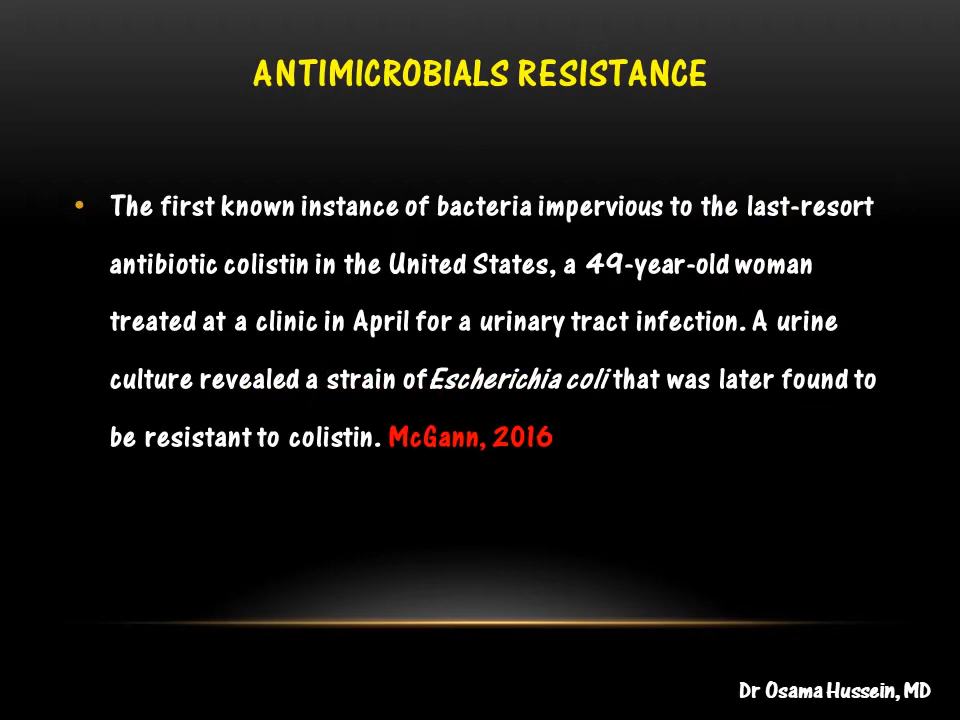 ANTIMICROBIALS RESISTANCE
• The first known instance of bacteria impervious to the last-resort
antibiotic colistin in the United States, a 49-year-old woman
treated at a clinic in April for a urinary tract infection. A urine
culture revealed a strain of Escherichia coli that was later found to
be resistant to colistin. McGann, 2016
Dr Osama Hussein, MD